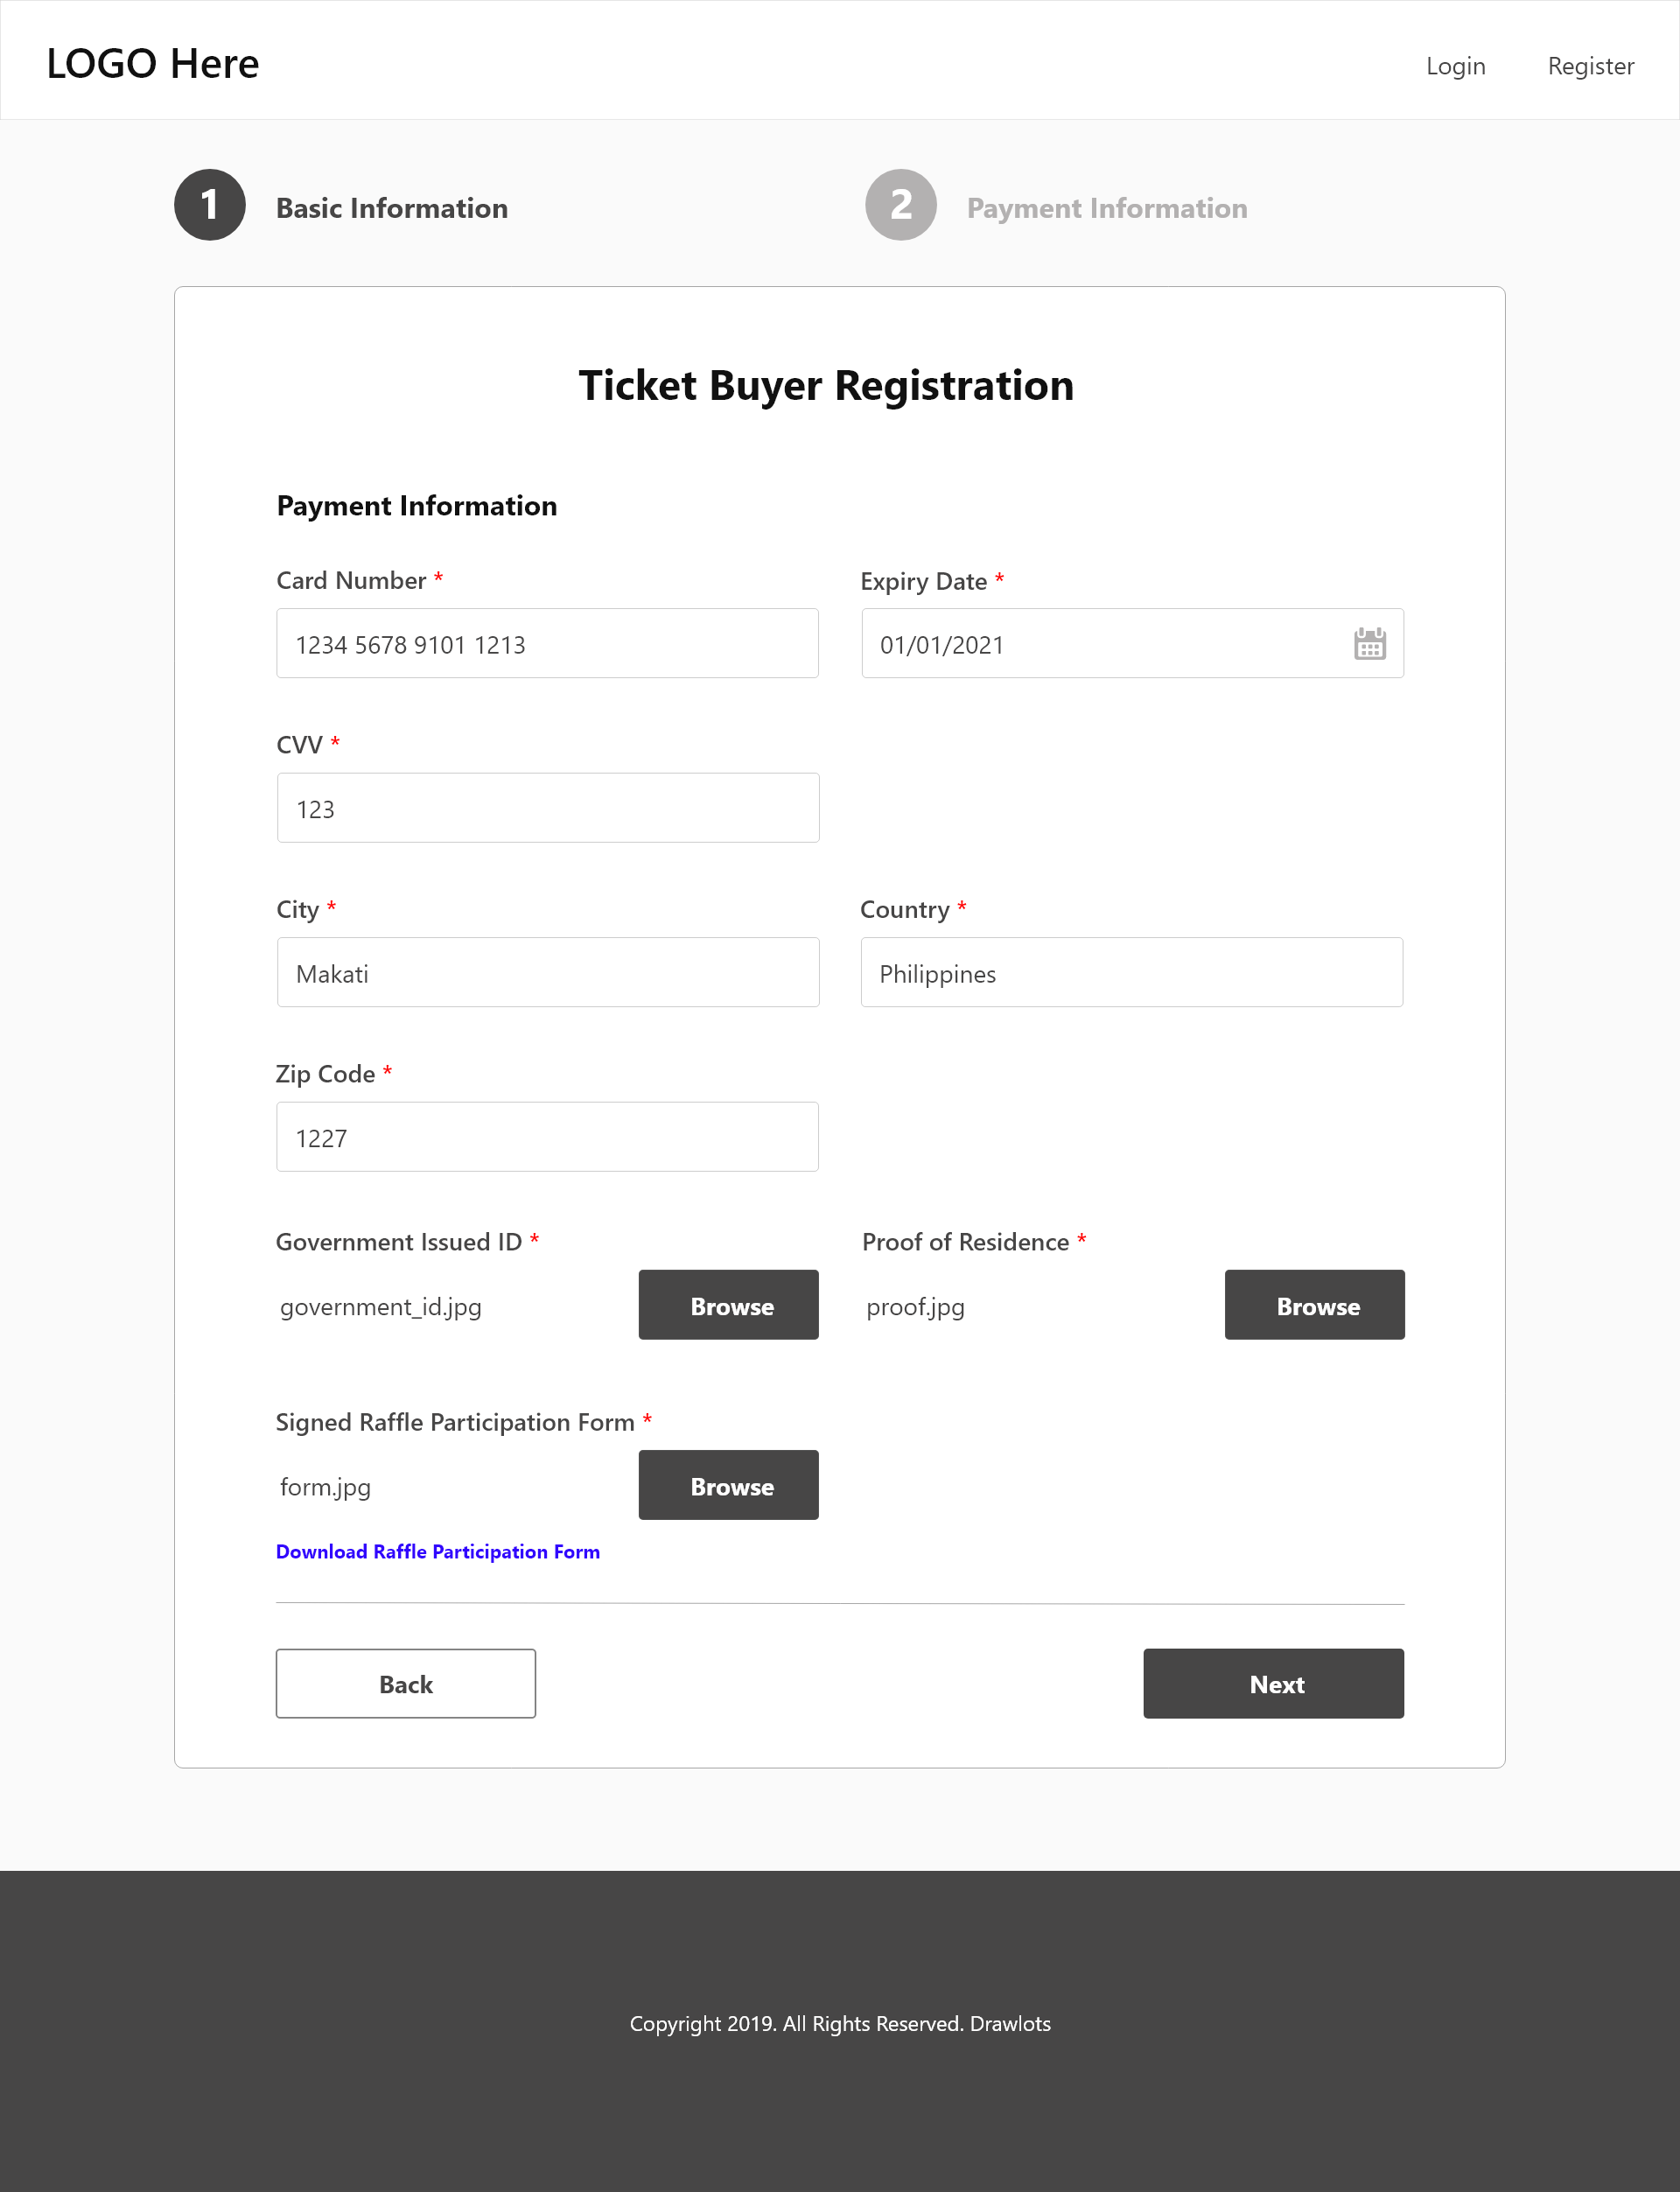 LOGO Here
Login Register
1 Basic Information 2 Payment Information
Ticket Buyer Registration
Payment Information
Card Number * Expiry Date *
1234 5678 9101 1213 01/01/2021
CVV *
123
City * Country *
Makati Philippines
Zip Code *
1227
Government Issued ID * Proof of Residence *
government_id.jpg Browse proof.jpg Browse
Signed Raffle Participation Form *
form.jpg Browse
Download Raffle Participation Form
Back Next
Copyright 2019. All Rights Reserved. Drawlots